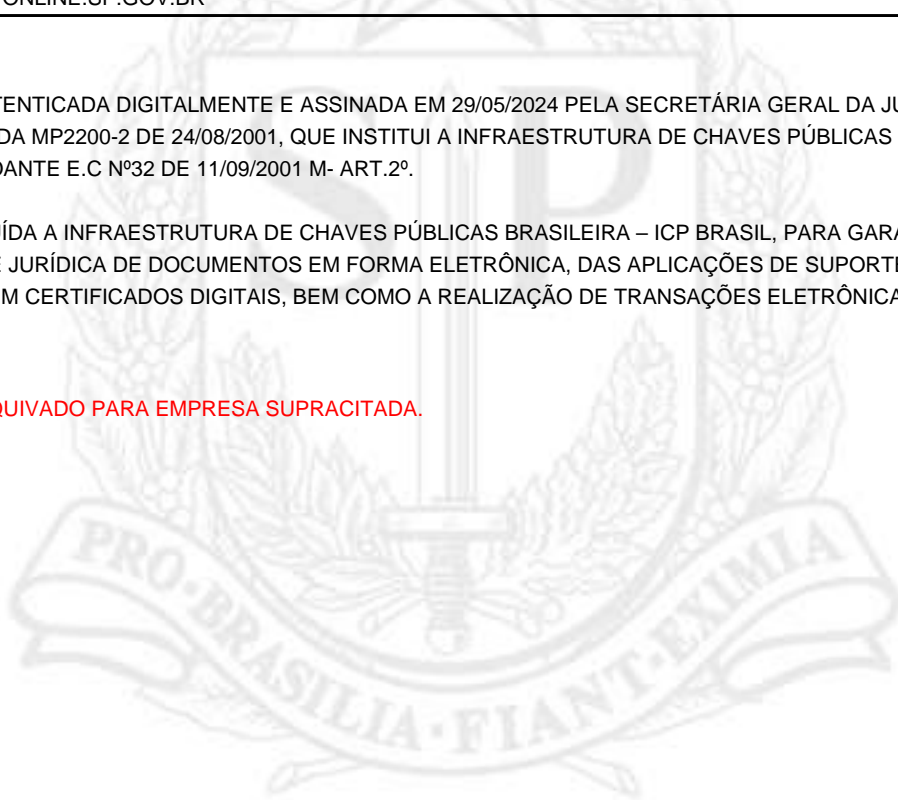 ONLINE.SP.GOV.BR
TENTICADA DIGITALMENTE E ASSINADA EM 29/05/2024 PELA SECRETÁRIA GERAL DA JU
DA MP2200-2 DE 24/08/2001, QUE INSTITUI A INFRAESTRUTURA DE CHAVES PÚBLICAS
DANTE E.C Nº32 DE 11/09/2001 M- ART.2º.
ÍDA A INFRAESTRUTURA DE CHAVES PÚBLICAS BRASILEIRA – ICP BRASIL, PARA GARA
E JURÍDICA DE DOCUMENTOS EM FORMA ELETRÔNICA, DAS APLICAÇÕES DE SUPORTE
M CERTIFICADOS DIGITAIS, BEM COMO A REALIZAÇÃO DE TRANSAÇÕES ELETRÔNICA
QUIVADO PARA EMPRESA SUPRACITADA.
SP
PRO·BRASILIA·FIANT·EXIMIA